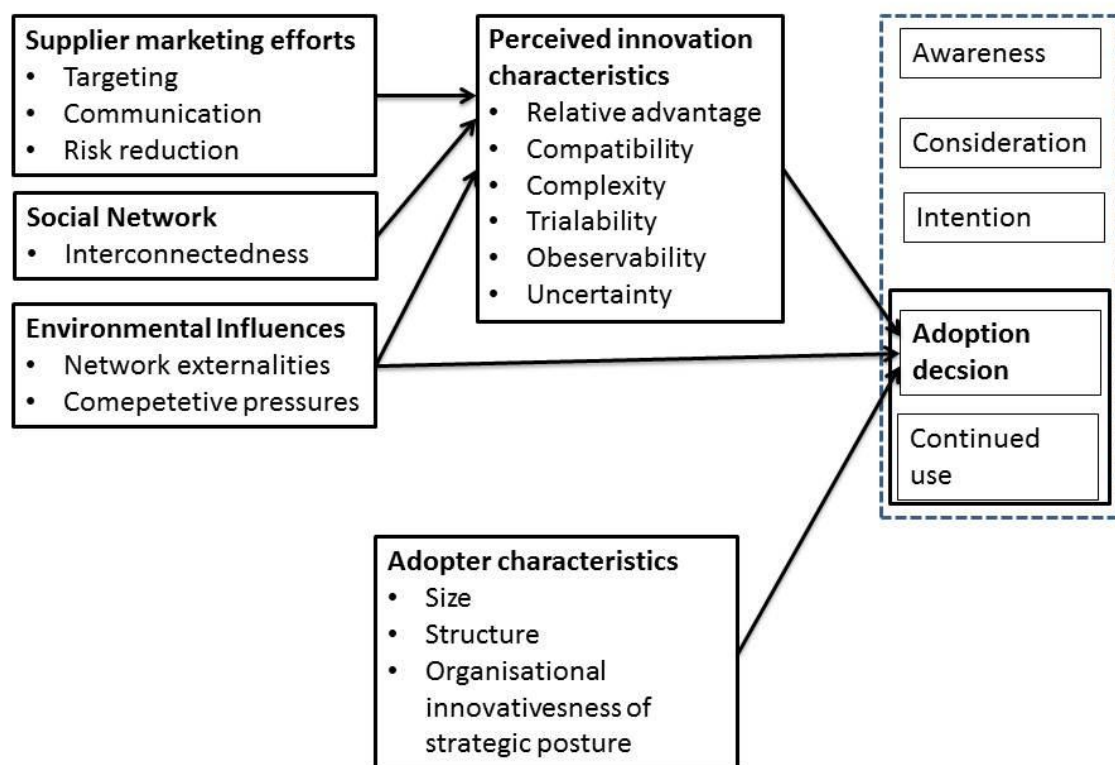 Supplier marketing efforts
• Targeting
• Communication
• Risk reduction
Social Network
• Interconnectedness
Environmental Influences
• Network externalities
• Comepetetive pressures
Perceived innovation
characteristics
• Relative advantage
• Compatibility
• Complexity
• Trialability
• Obeservability
• Uncertainty
Adopter characteristics
• Size
• Structure
• Organisational
innovativesness of
strategic posture
Awareness
Consideration
Intention
Adoption
decsion
Continued
use